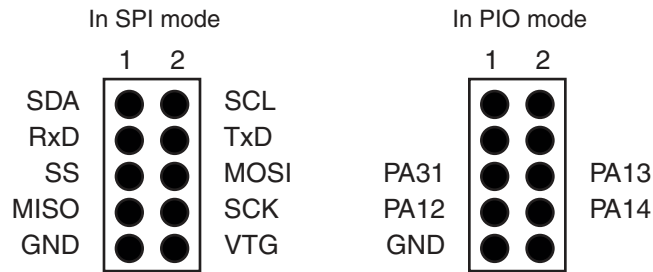 In SPI mode
In PIO mode
1 2
1 2
SDA SCL
RxD TxD
SS MOSI PA31 PA13
MISO SCK PA12 PA14
GND VTG GND